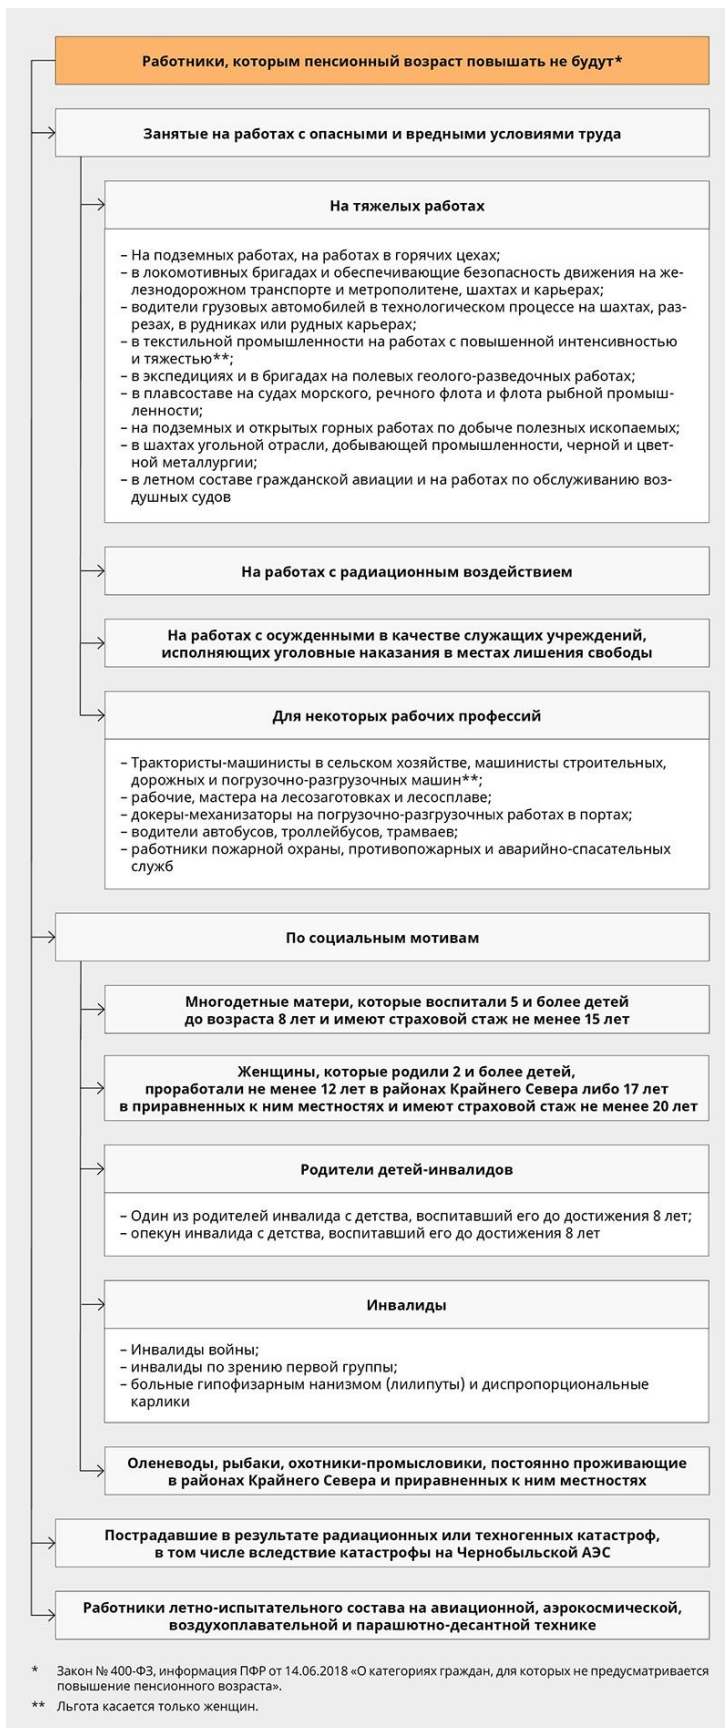 Работники, которым пенсионный возраст повышать не будут*
Занятые на работах с опасными и вредными условиями труда
На тяжелых работах
– На подземных работах, на работах в горячих цехах;
– в локомотивных бригадах и обеспечивающие безопасность движения на же-
лезнодорожном транспорте и метрополитене, шахтах и карьерах;
– водители грузовых автомобилей в технологическом процессе на шахтах, раз-
резах, в рудниках или рудных карьерах;
– в текстильной промышленности на работах с повышенной интенсивностью
и тяжестью**;
– в экспедициях и в бригадах на полевых геолого-разведочных работах;
– в плавсоставе на судах морского, речного флота и флота рыбной промыш-
ленности;
– на подземных и открытых горных работах по добыче полезных ископаемых;
– в шахтах угольной отрасли, добывающей промышленности, черной и цвет-
ной металлургии;
– в летном составе гражданской авиации и на работах по обслуживанию воз-
душных судов
На работах с радиационным воздействием
На работах с осужденными в качестве служащих учреждений,
исполняющих уголовные наказания в местах лишения свободы
Для некоторых рабочих профессий
– Трактористы-машинисты в сельском хозяйстве, машинисты строительных,
дорожных и погрузочно-разгрузочных машин**;
– рабочие, мастера на лесозаготовках и лесосплаве;
– докеры-механизаторы на погрузочно-разгрузочных работах в портах;
– водители автобусов, троллейбусов, трамваев;
– работники пожарной охраны, противопожарных и аварийно-спасательных
служб
По социальным мотивам
Многодетные матери, которые воспитали 5 и более детей
до возраста 8 лет и имеют страховой стаж не менее 15 лет
Женщины, которые родили 2 и более детей,
проработали не менее 12 лет в районах Крайнего Севера либо 17 лет
в приравненных к ним местностях и имеют страховой стаж не менее 20 лет
Родители детей-инвалидов
– Один из родителей инвалида с детства, воспитавший его до достижения 8 лет;
– опекун инвалида с детства, воспитавший его до достижения 8 лет
Инвалиды
– Инвалиды войны;
– инвалиды по зрению первой группы;
– больные гипофизарным нанизмом (лилипуты) и диспропорциональные
карлики
Оленеводы, рыбаки, охотники-промысловики, постоянно проживающие
в районах Крайнего Севера и приравненных к ним местностях
Пострадавшие в результате радиационных или техногенных катастроф,
в том числе вследствие катастрофы на Чернобыльской АЭС
Работники летно-испытательного состава на авиационной, аэрокосмической,
воздухоплавательной и парашютно-десантной технике
* Закон № 400-ФЗ, информация ПФР от 14.06.2018 «О категориях граждан, для которых не предусматривается
повышение пенсионного возраста».
** Льгота касается только женщин.